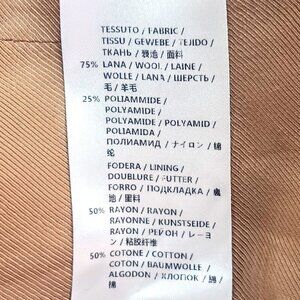 TESSUTO / FABRIC /
TISSU / GEWEBE / TEJIDO /
ТКАНЬ / 表地 / 面料
75% LANA / WOOL / LAINE /
WOLLE / LANA / ШЕРСТЬ /
毛 / 羊毛
25% POLIAMMIDE /
POLYAMIDE /
POLYAMIDE / POLYAMID /
POLIAMIDA /
ПОЛИАМИД / ナイロン / 锦
纶
FODERA / LINING /
DOUBLURE / FUTTER /
FORRO / ПОДКЛАДКА / 裏
地 / 里料
50% RAYON / RAYON /
RAYONNE / KUNSTSEIDE /
RAYON / РЕЙОН / レーヨ
ン / 粘胶纤维
50% COTONE / COTTON /
COTON / BAUMWOLLE /
ALGODON / ХЛОПОК / 綿 /
棉